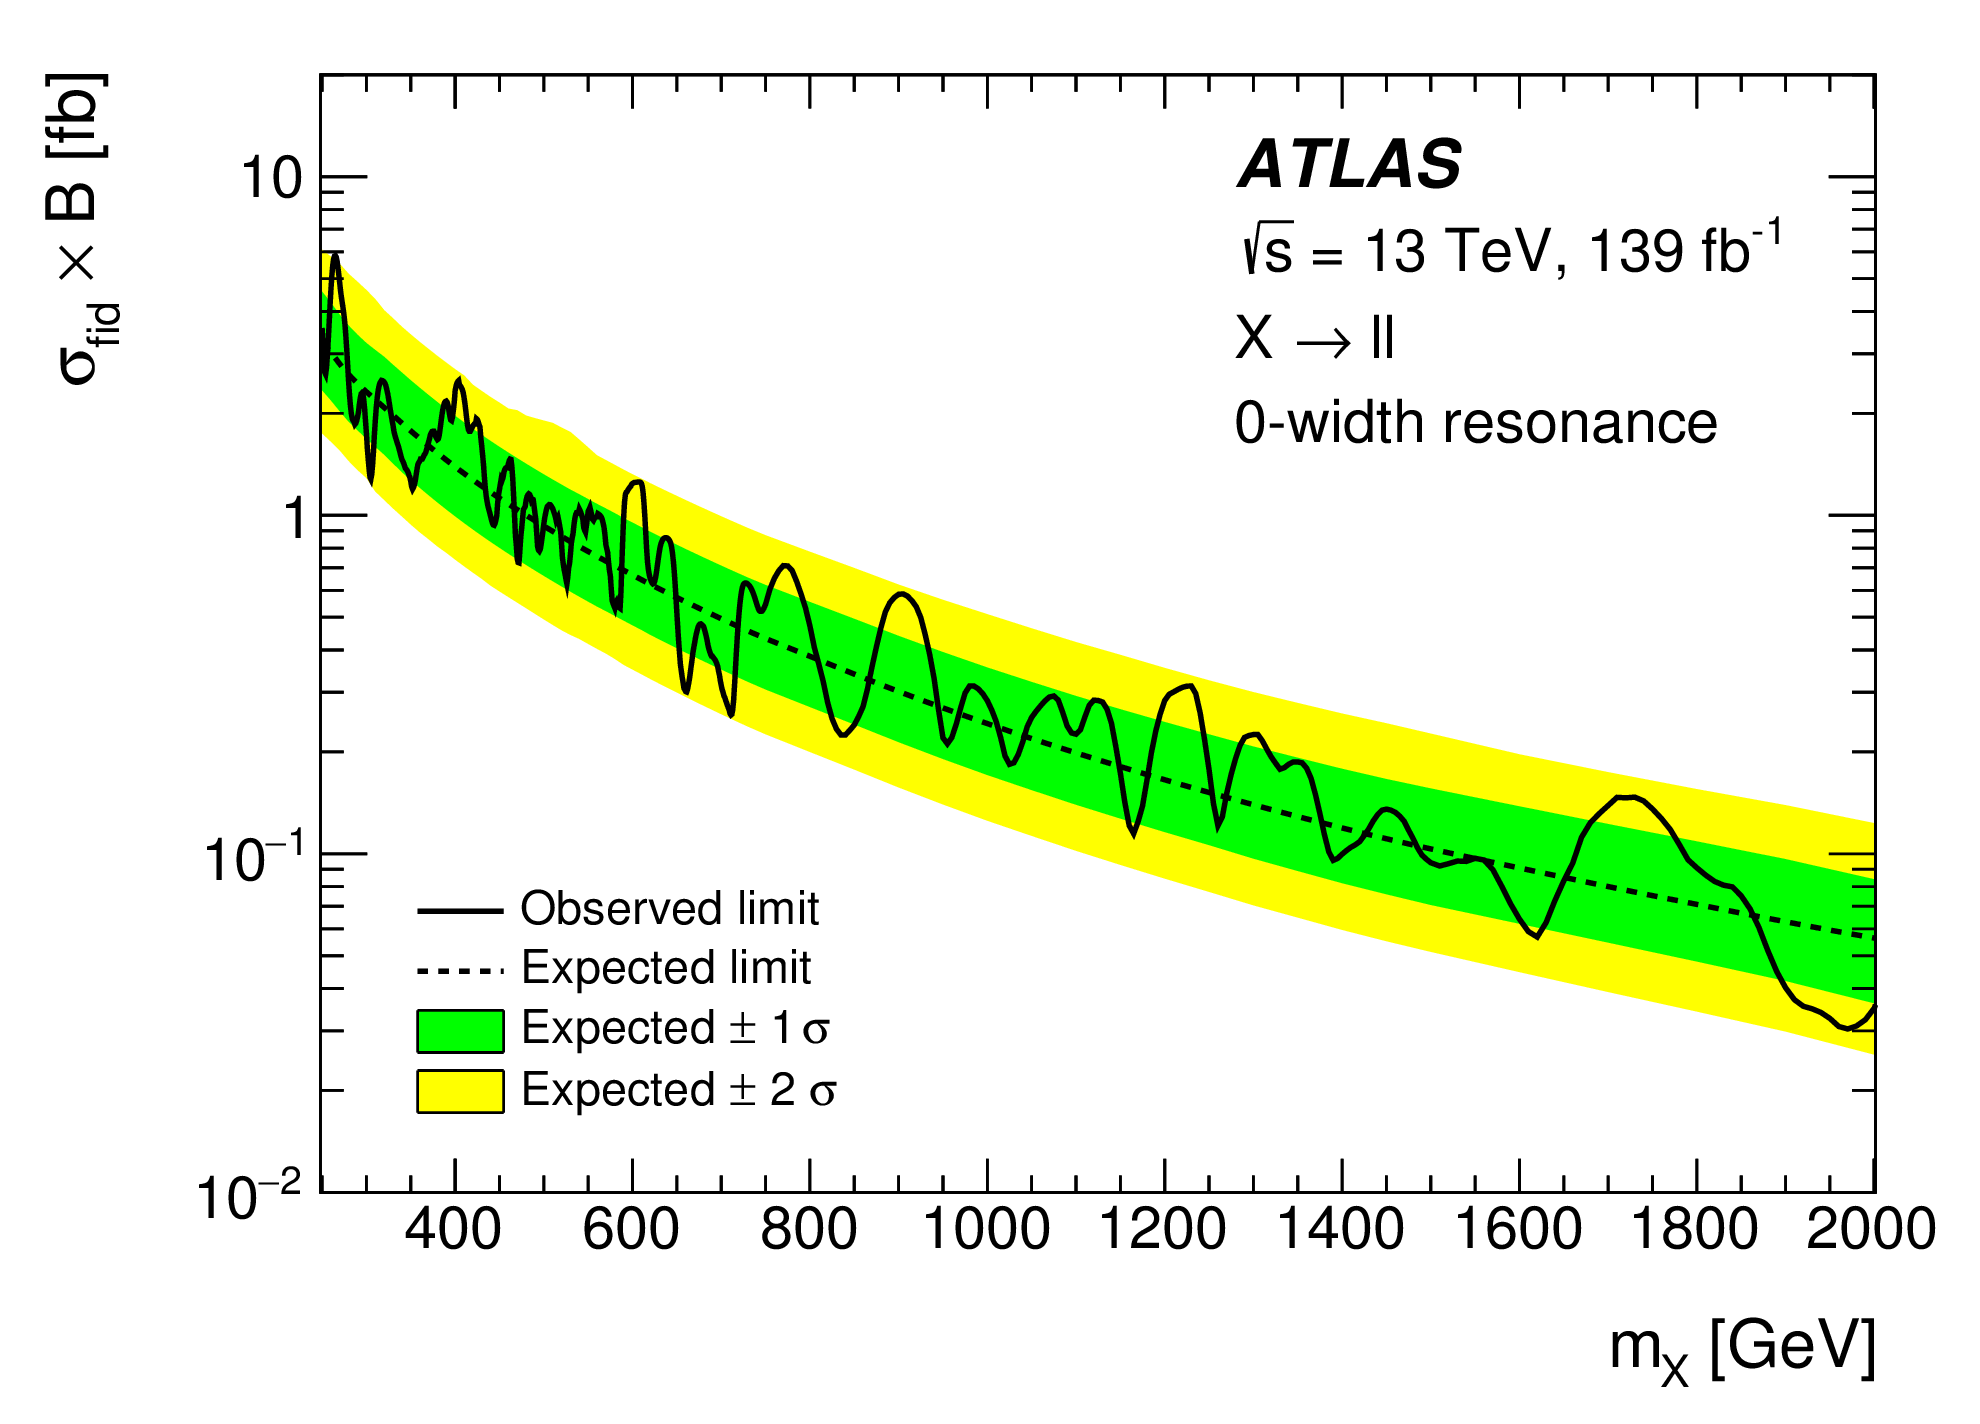 σfid × B [fb]
10
1
10−1
10−2
ATLAS
√s = 13 TeV, 139 fb-1
X → ll
0-width resonance
Observed limit
Expected limit
Expected ± 1 σ
Expected ± 2 σ
400 600 800 1000 1200 1400 1600 1800 2000
mX [GeV]